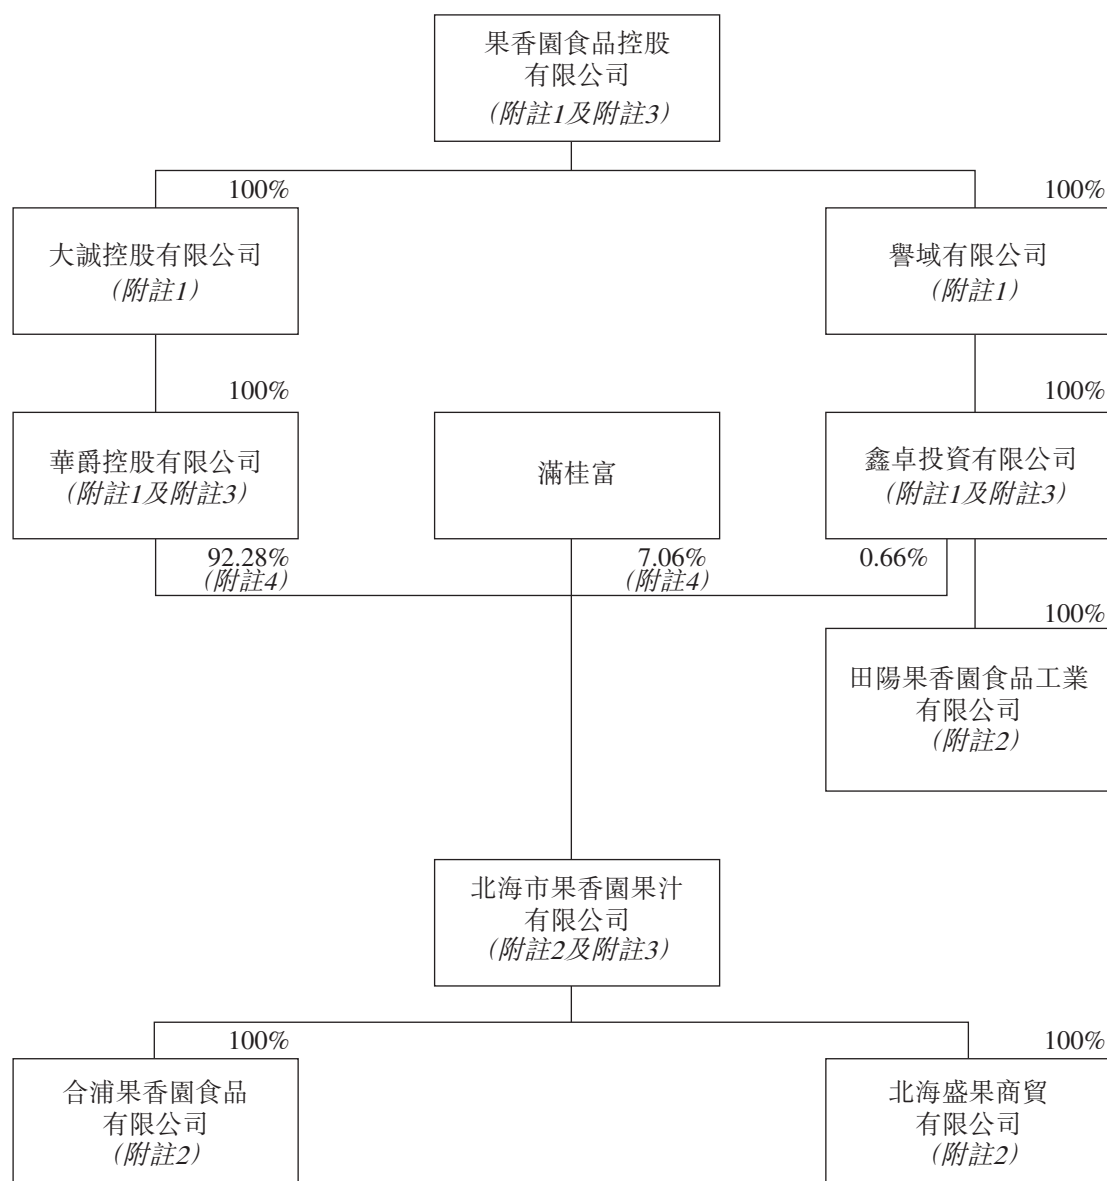 果香園食品控股
有限公司
(附註1及附註3)
100%
100%
大誠控股有限公司
(附註1)
譽域有限公司
(附註1)
100%
100%
華爵控股有限公司
(附註1及附註3)
滿桂富
鑫卓投資有限公司
(附註1及附註3)
92.28%
(附註4)
7.06%
(附註4)
0.66%
100%
田陽果香園食品工業
有限公司
(附註2)
北海市果香園果汁
有限公司
(附註2及附註3)
100%
100%
合浦果香園食品
有限公司
(附註2)
北海盛果商貿
有限公司
(附註2)